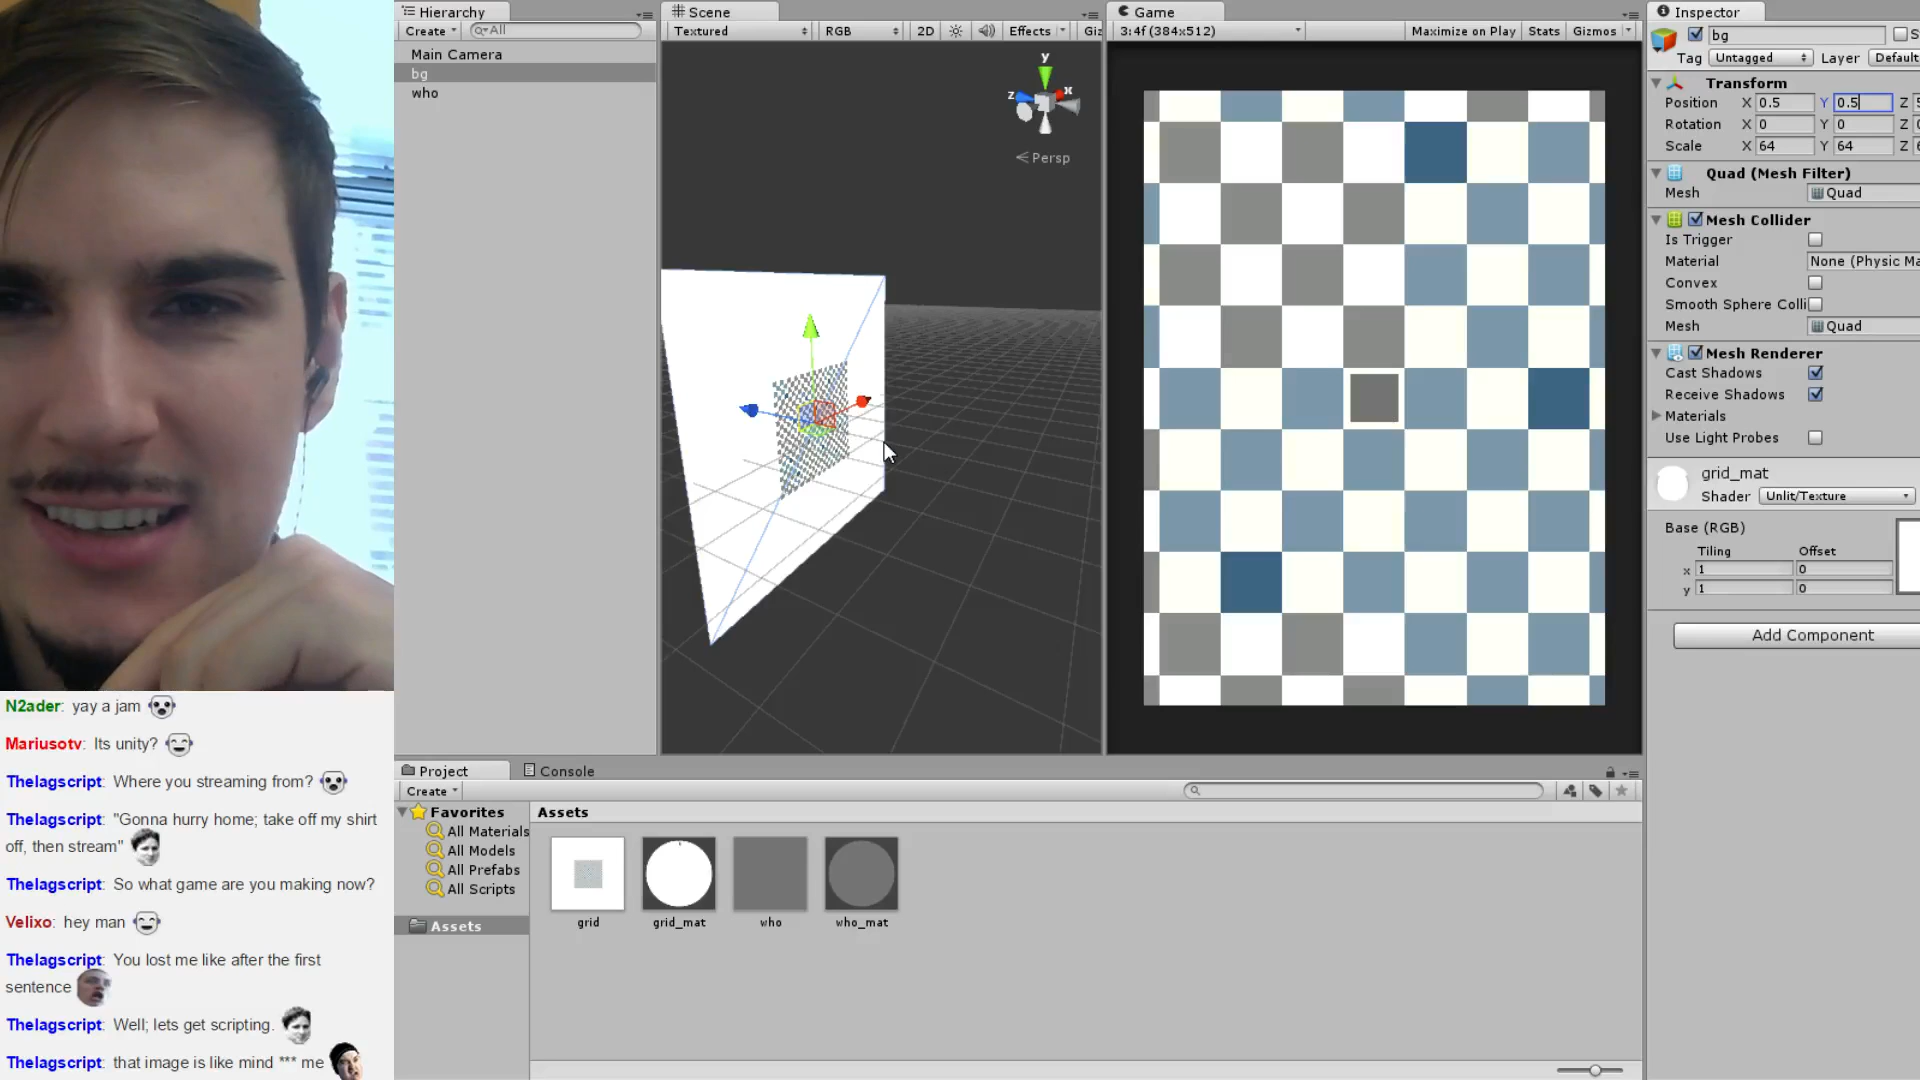 Hierarchy
Create
All
Main Camera
bg
who
Scene
Textured
RGB
2D
Effects
Giz
y
z
x
Persp
Game
3:4f (384x512)
Maximize on Play
Stats
Gizmos
Inspector
bg
S
Tag
Untagged
Layer
Default
Transform
Position X 0.5 Y 0.5 Z 5
Rotation X 0 Y 0 Z 0
Scale X 64 Y 64 Z 6
Quad (Mesh Filter)
Mesh Quad
Mesh Collider
Is Trigger
Material None (Physic Ma
Convex
Smooth Sphere Colli
Mesh Quad
Mesh Renderer
Cast Shadows
Receive Shadows
Materials
Use Light Probes
grid_mat
Shader Unlit/Texture
Base (RGB)
Tiling Offset
x 1 0
y 1 0
Add Component
N2ader: yay a jam
Mariusotv: Its unity?
Thelagscript: Where you streaming from?
Thelagscript: "Gonna hurry home; take off my shirt
off, then stream"
Thelagscript: So what game are you making now?
Velixo: hey man
Thelagscript: You lost me like after the first
sentence
Thelagscript: Well; lets get scripting.
Thelagscript: that image is like mind *** me
Project
Console
Create
Favorites
All Materials
All Models
All Prefabs
All Scripts
Assets
Assets
grid
grid_mat
who
who_mat